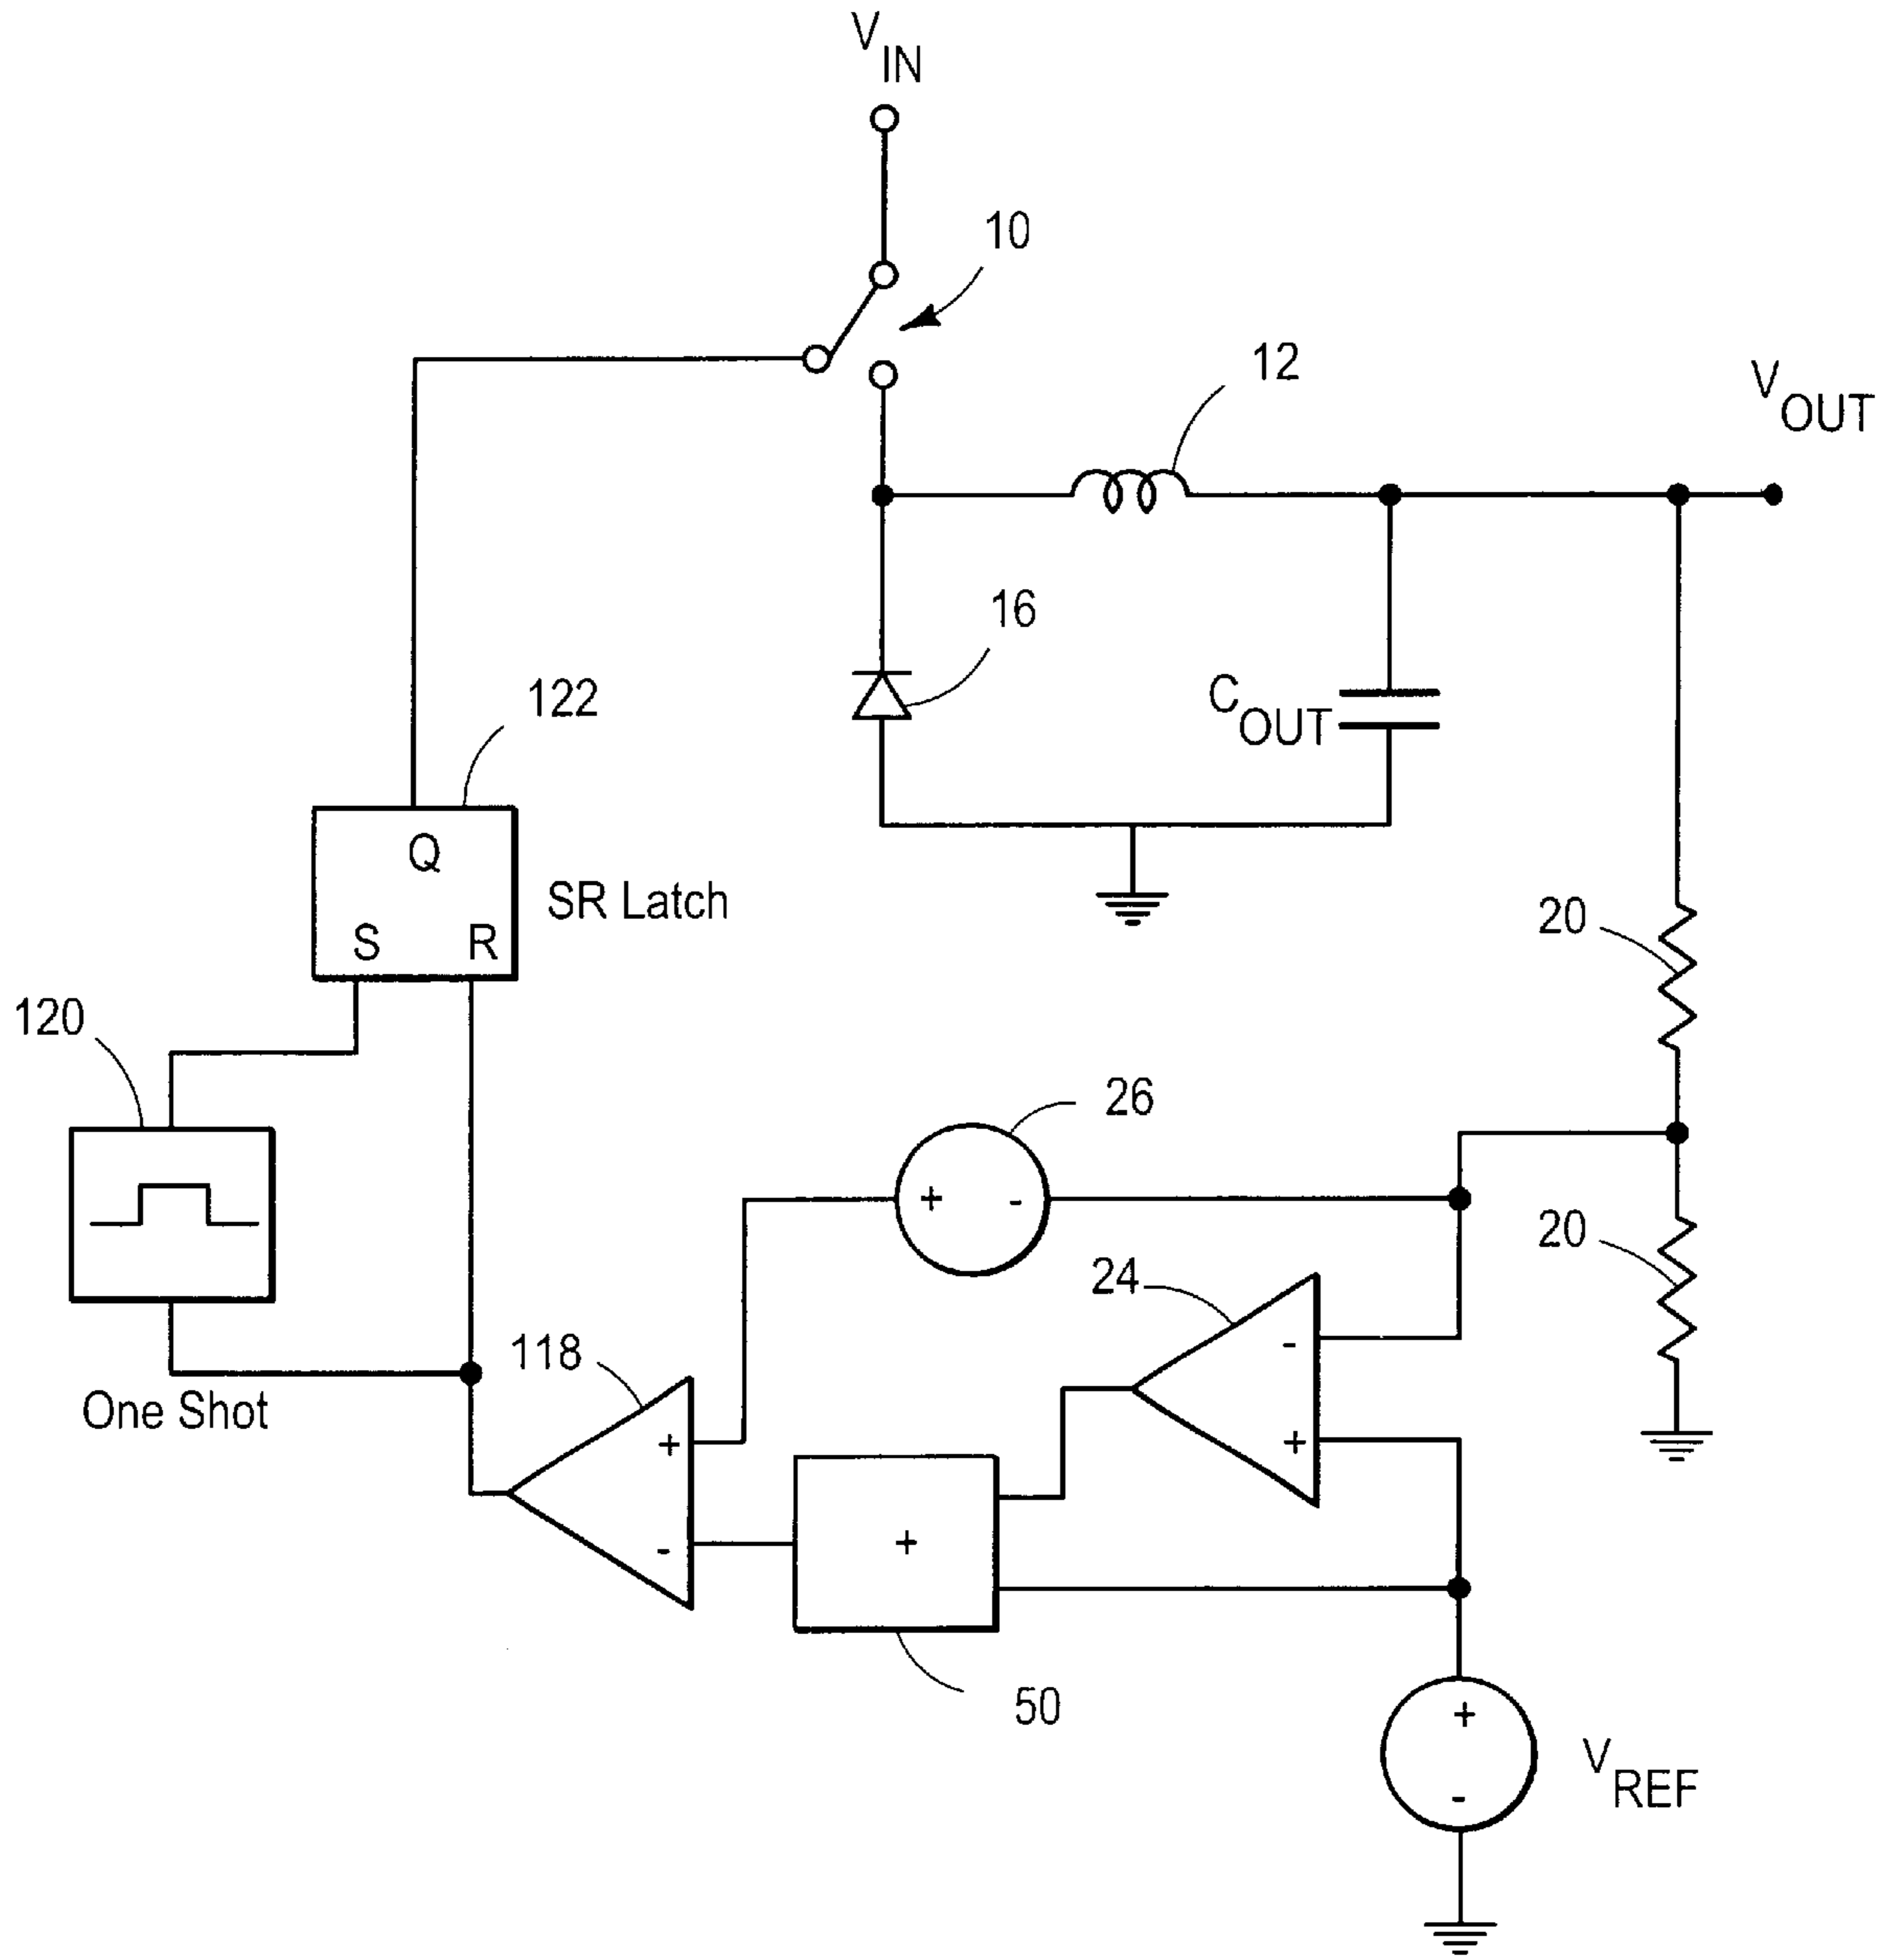 V IN
10
12
V OUT
16
C OUT
122
Q
SR Latch
S R
20
120
26
+ -
20
24
-
118
One Shot
+
+
+
-
50
+
V REF
-